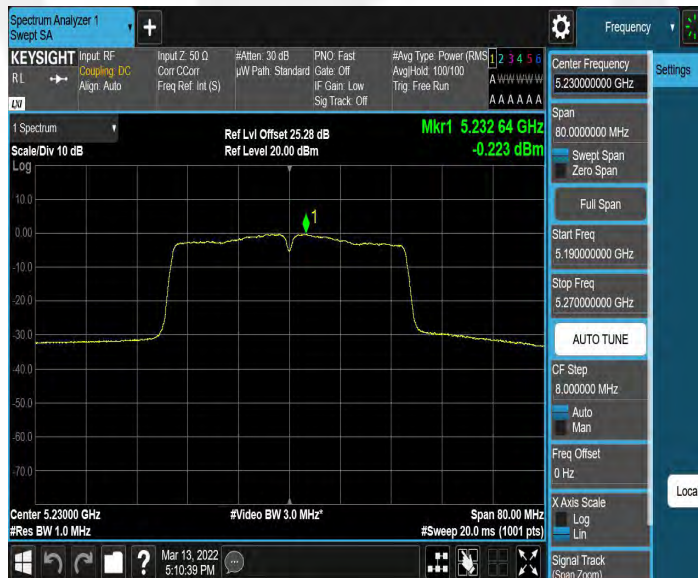 Spectrum Analyzer 1
Swept SA
Frequency
KEYSIGHT
RL
LXI
Input: RF
Coupling: DC
Align: Auto
Input Z: 50 Ω
Corr CCorr
Freq Ref: Int (S)
#Atten: 30 dB
µW Path: Standard
PNO: Fast
Gate: Off
IF Gain: Low
Sig Track: Off
#Avg Type: Power (RMS
Avg|Hold: 100/100
Trig: Free Run
1 2 3 4 5 6
A W W W W W
A A A A A A
1 Spectrum
Scale/Div 10 dB
Log
Ref Lvl Offset 25.28 dB
Ref Level 20.00 dBm
Mkr1 5.232 64 GHz
-0.223 dBm
10.0
0.00
-10.0
-20.0
-30.0
-40.0
-50.0
-60.0
-70.0
1
Center 5.23000 GHz
#Res BW 1.0 MHz
#Video BW 3.0 MHz*
Span 80.00 MHz
#Sweep 20.0 ms (1001 pts)
Mar 13, 2022
5:10:39 PM
?
Center Frequency
5.230000000 GHz
Settings
Span
80.0000000 MHz
Swept Span
Zero Span
Full Span
Start Freq
5.190000000 GHz
Stop Freq
5.270000000 GHz
AUTO TUNE
CF Step
8.000000 MHz
Auto
Man
Freq Offset
0 Hz
X Axis Scale
Log
Lin
Loca
Signal Track
(Span Zoom)